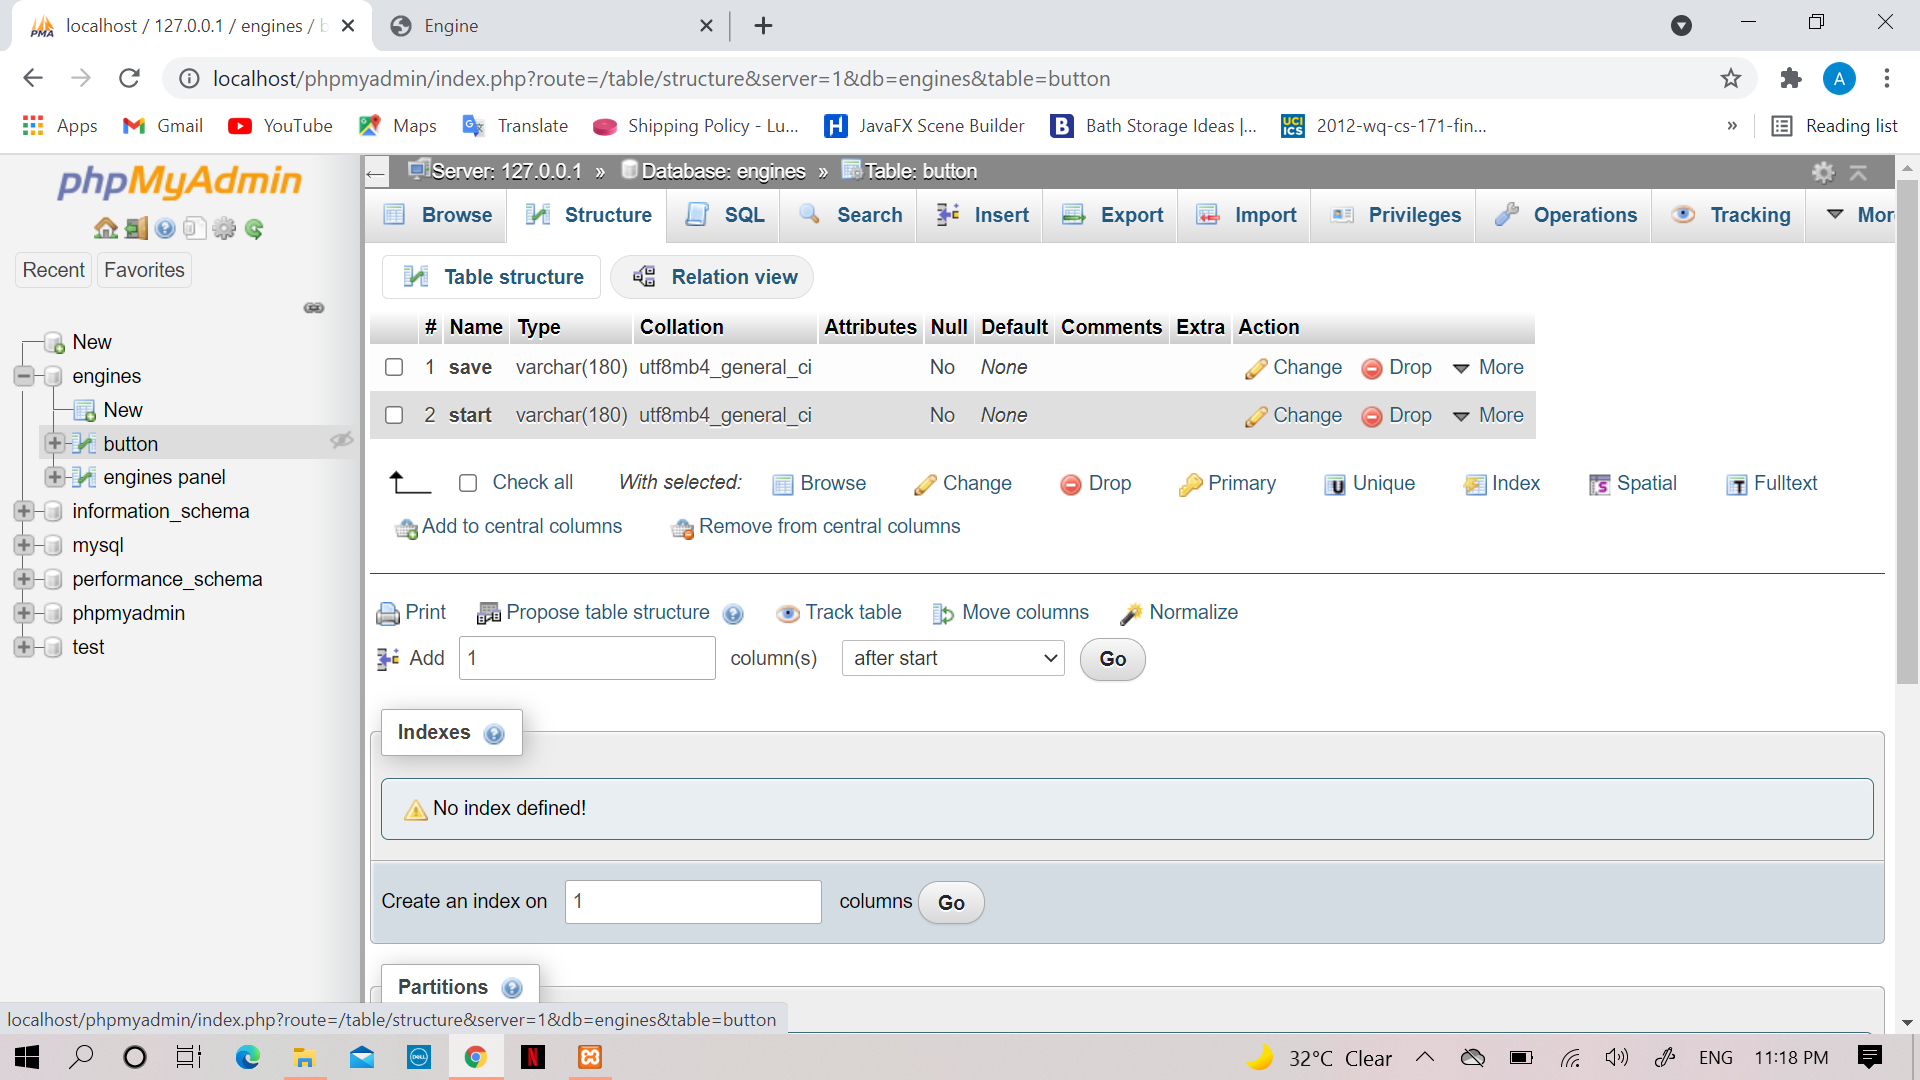 localhost / 127.0.0.1 / engines / b
Engine
localhost/phpmyadmin/index.php?route=/table/structure&server=1&db=engines&table=button
A
Apps Gmail YouTube Maps Translate Shipping Policy - Lu... JavaFX Scene Builder Bath Storage Ideas |... 2012-wq-cs-171-fin... » Reading list
phpMyAdmin
Recent Favorites
New
engines
New
button
engines panel
information_schema
mysql
performance_schema
phpmyadmin
test
Server: 127.0.0.1 » Database: engines » Table: button
Browse Structure SQL Search Insert Export Import Privileges Operations Tracking Mor
Table structure Relation view
# Name Type Collation Attributes Null Default Comments Extra Action
1 save varchar(180) utf8mb4_general_ci No None Change Drop More
2 start varchar(180) utf8mb4_general_ci No None Change Drop More
Check all With selected: Browse Change Drop Primary Unique Index Spatial Fulltext
Add to central columns Remove from central columns
Print Propose table structure Track table Move columns Normalize
Add 1 column(s) after start Go
Indexes
No index defined!
Create an index on 1 columns Go
Partitions
localhost/phpmyadmin/index.php?route=/table/structure&server=1&db=engines&table=button
32°C Clear ENG 11:18 PM